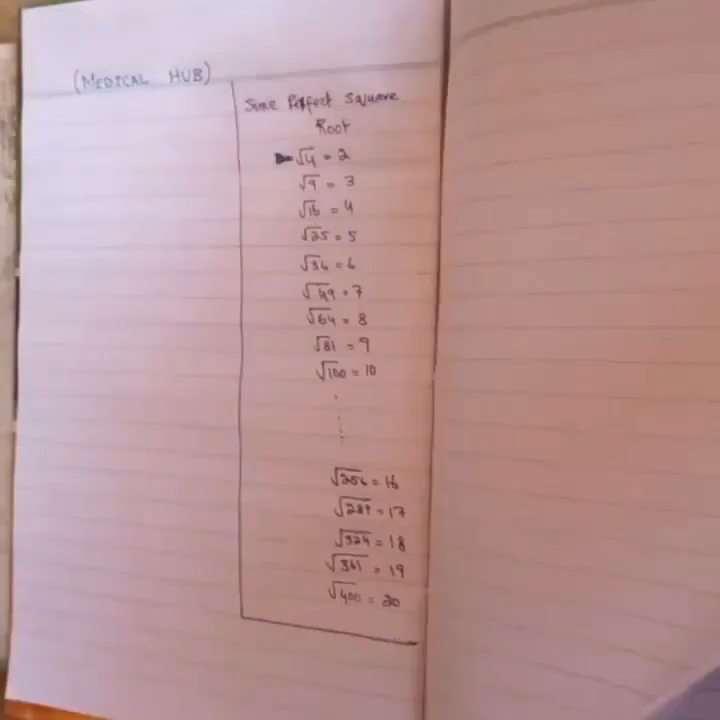 (MEDICAL HUB)
Some Perfect Square
Root
√4 = 2
√9 = 3
√16 = 4
√25 = 5
√36 = 6
√49 = 7
√64 = 8
√81 = 9
√100 = 10
√256 = 16
√289 = 17
√324 = 18
√361 = 19
√400 = 20